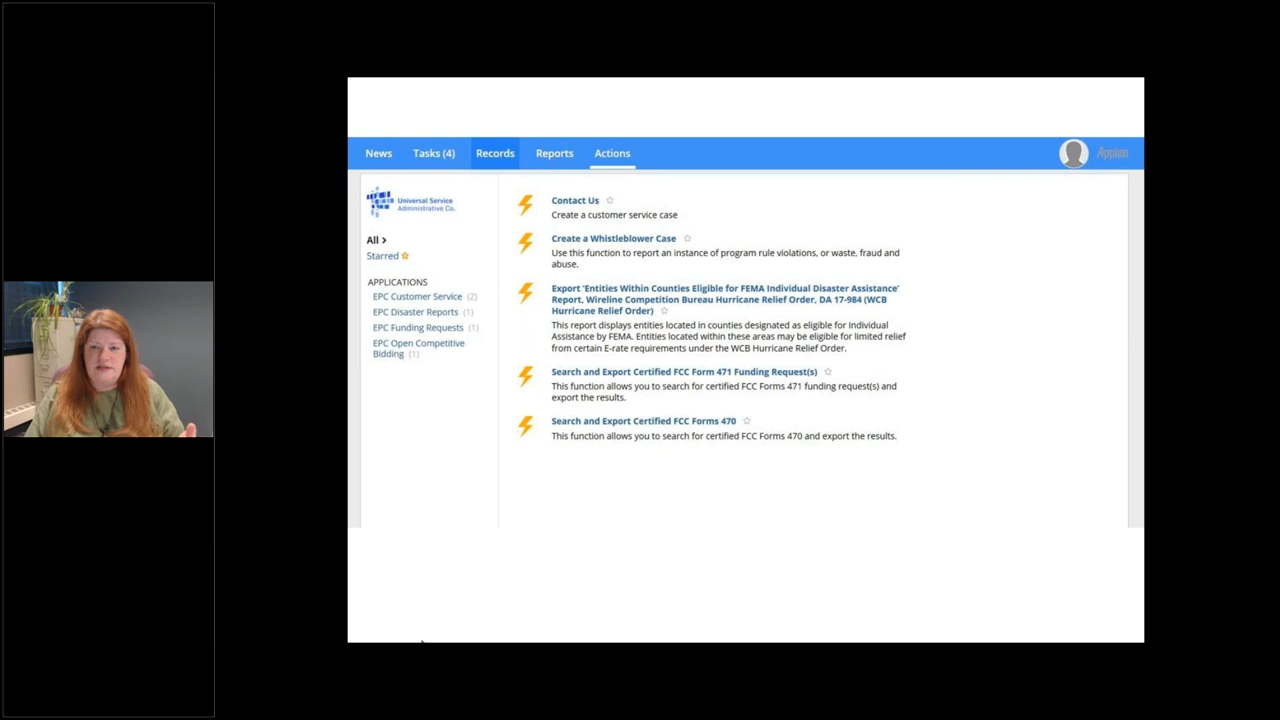 News Tasks (4) Records Reports Actions
Appian
Universal Service
Administrative Co.
All >
Starred
APPLICATIONS
EPC Customer Service (2)
EPC Disaster Reports (1)
EPC Funding Requests (1)
EPC Open Competitive
Bidding (1)
Contact Us
Create a customer service case
Create a Whistleblower Case
Use this function to report an instance of program rule violations, or waste, fraud and
abuse.
Export 'Entities Within Counties Eligible for FEMA Individual Disaster Assistance'
Report, Wireline Competition Bureau Hurricane Relief Order, DA 17-984 (WCB
Hurricane Relief Order)
This report displays entities located in counties designated as eligible for Individual
Assistance by FEMA. Entities located within these areas may be eligible for limited relief
from certain E-rate requirements under the WCB Hurricane Relief Order.
Search and Export Certified FCC Form 471 Funding Request(s)
This function allows you to search for certified FCC Forms 471 funding request(s) and
export the results.
Search and Export Certified FCC Forms 470
This function allows you to search for certified FCC Forms 470 and export the results.